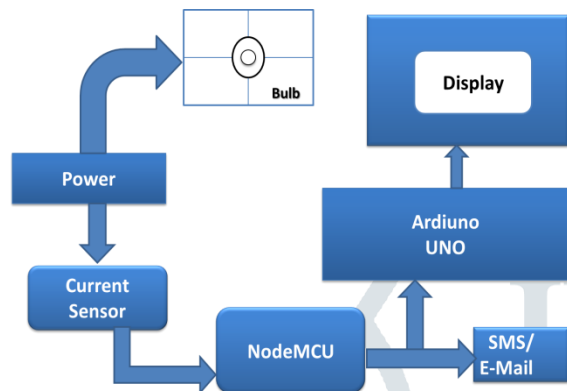 Bulb
Display
Power
Ardiuno
UNO
Current
Sensor
NodeMCU
SMS/
E-Mail